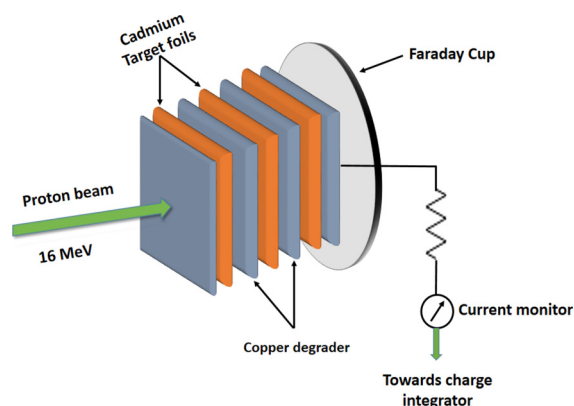 Cadmium
Target foils
Faraday Cup
Proton beam
16 MeV
Current monitor
Copper degrader
Towards charge
integrator